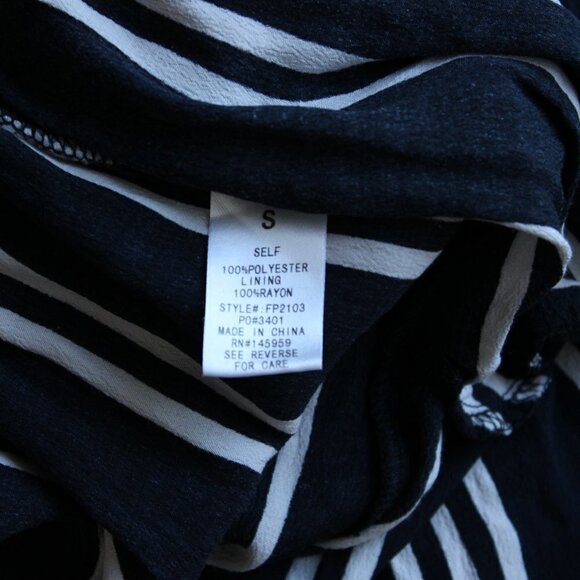 S
SELF
100%POLYESTER
LINING
100%RAYON
STYLE#:FP2103
PO#3401
MADE IN CHINA
RN#145959
SEE REVERSE
FOR CARE